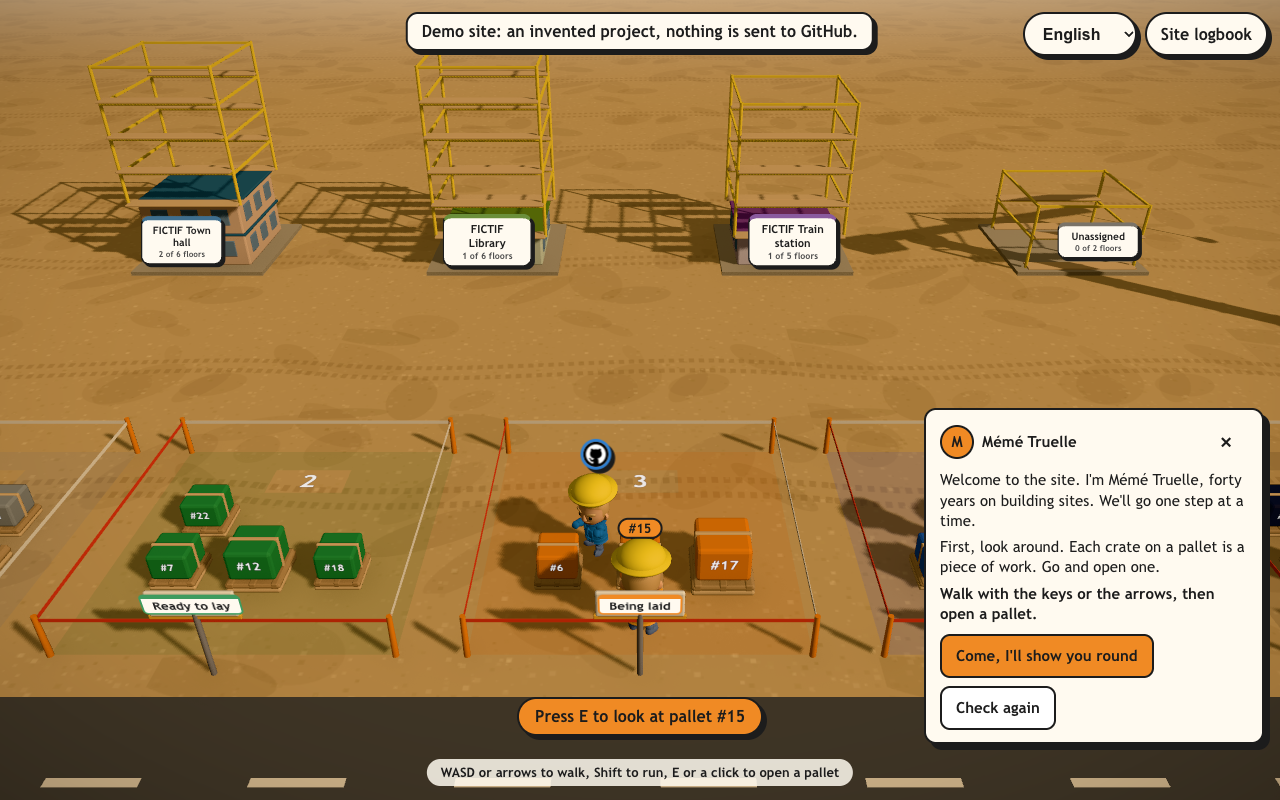 Demo site: an invented project, nothing is sent to GitHub.
English
Site logbook
FICTIF Town
hall
2 of 6 floors
FICTIF
Library
1 of 6 floors
FICTIF Train
station
1 of 5 floors
Unassigned
0 of 2 floors
2
3
#22
#7
#12
#18
#15
#6
#17
Ready to lay
Being laid
M
Mémé Truelle
×
Welcome to the site. I'm Mémé Truelle, forty
years on building sites. We'll go one step at a
time.
First, look around. Each crate on a pallet is a
piece of work. Go and open one.
Walk with the keys or the arrows, then
open a pallet.
Come, I'll show you round
Check again
Press E to look at pallet #15
WASD or arrows to walk, Shift to run, E or a click to open a pallet